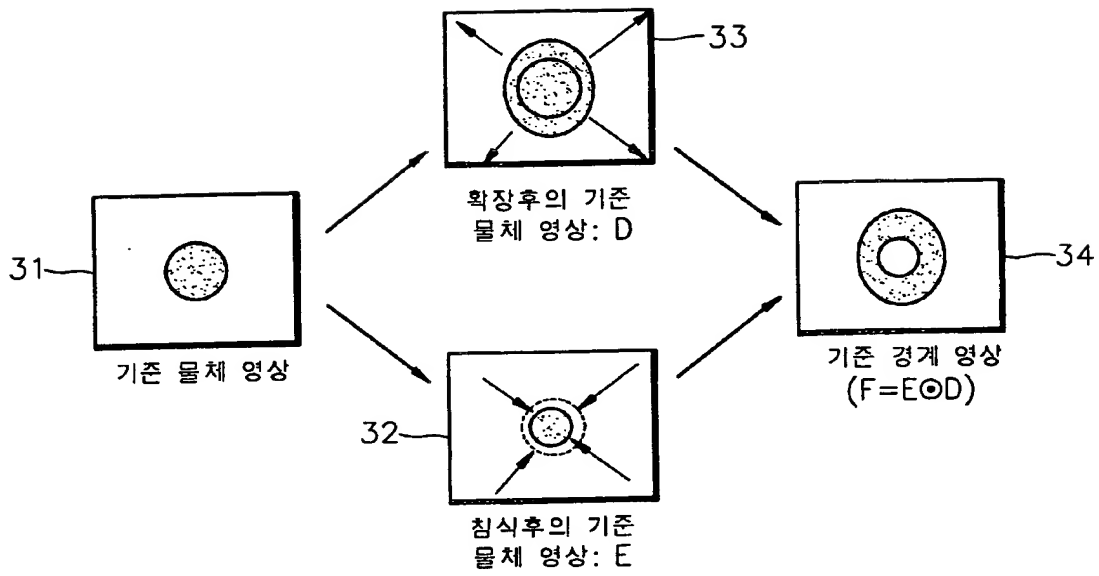 33
확장후의 기준
물체 영상: D
31
기준 물체 영상
34
기준 경계 영상
(F=E⊙D)
32
침식후의 기준
물체 영상: E